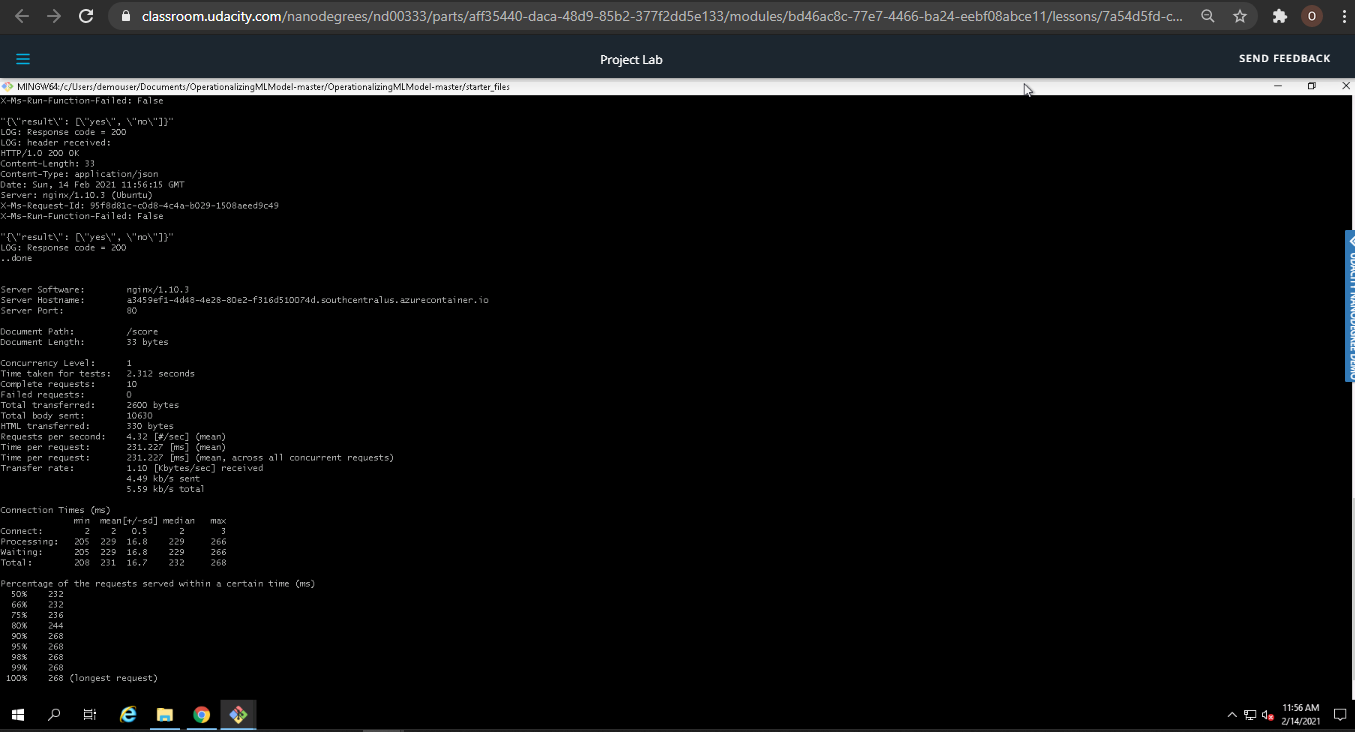 classroom.udacity.com/nanodegrees/nd00333/parts/aff35440-daca-48d9-85b2-377f2dd5e133/modules/bd46ac8c-77e7-4466-ba24-eebf08abce11/lessons/7a54d5fd-c...
O
Project Lab
SEND FEEDBACK
MINGW64:/c/Users/demouser/Documents/OperationalizingMLModel-master/OperationalizingMLModel-master/starter_files
X-Ms-Run-Function-Failed: False
"{\"result\": [\"yes\", \"no\"]}"
LOG: Response code = 200
LOG: header received:
HTTP/1.0 200 OK
Content-Length: 33
Content-Type: application/json
Date: Sun, 14 Feb 2021 11:56:15 GMT
Server: nginx/1.10.3 (Ubuntu)
X-Ms-Request-Id: 95f8d81c-c0d8-4c4a-b029-1508aeed9c49
X-Ms-Run-Function-Failed: False
"{\"result\": [\"yes\", \"no\"]}"
LOG: Response code = 200
..done
Server Software: nginx/1.10.3
Server Hostname: a3459ef1-4d48-4e28-80e2-f316d510074d.southcentralus.azurecontainer.io
Server Port: 80
Document Path: /score
Document Length: 33 bytes
Concurrency Level: 1
Time taken for tests: 2.312 seconds
Complete requests: 10
Failed requests: 0
Total transferred: 2600 bytes
Total body sent: 10630
HTML transferred: 330 bytes
Requests per second: 4.32 [#/sec] (mean)
Time per request: 231.227 [ms] (mean)
Time per request: 231.227 [ms] (mean, across all concurrent requests)
Transfer rate: 1.10 [Kbytes/sec] received
4.49 kb/s sent
5.59 kb/s total
Connection Times (ms)
min mean[+/-sd] median max
Connect: 2 2 0.5 2 3
Processing: 205 229 16.8 229 266
Waiting: 205 229 16.8 229 266
Total: 208 231 16.7 232 268
Percentage of the requests served within a certain time (ms)
50% 232
66% 232
75% 236
80% 244
90% 268
95% 268
98% 268
99% 268
100% 268 (longest request)
11:56 AM
2/14/2021